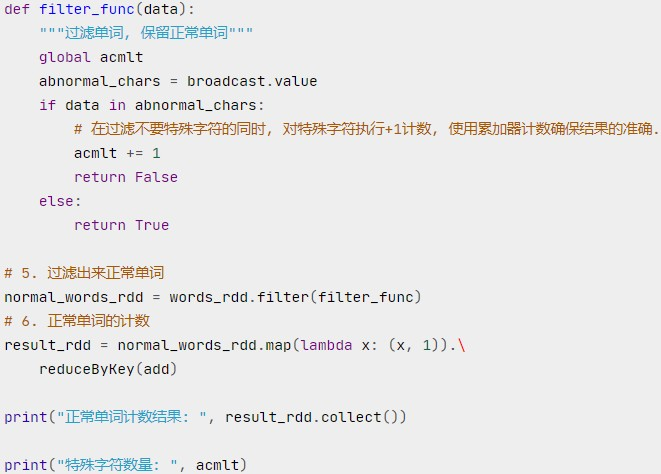 def filter_func(data):
    """过滤单词, 保留正常单词"""
    global acmlt
    abnormal_chars = broadcast.value
    if data in abnormal_chars:
        # 在过滤不要特殊字符的同时, 对特殊字符执行+1计数, 使用累加器计数确保结果的准确.
        acmlt += 1
        return False
    else:
        return True
# 5. 过滤出来正常单词
normal_words_rdd = words_rdd.filter(filter_func)
# 6. 正常单词的计数
result_rdd = normal_words_rdd.map(lambda x: (x, 1)).\
    reduceByKey(add)
print("正常单词计数结果: ", result_rdd.collect())
print("特殊字符数量: ", acmlt)